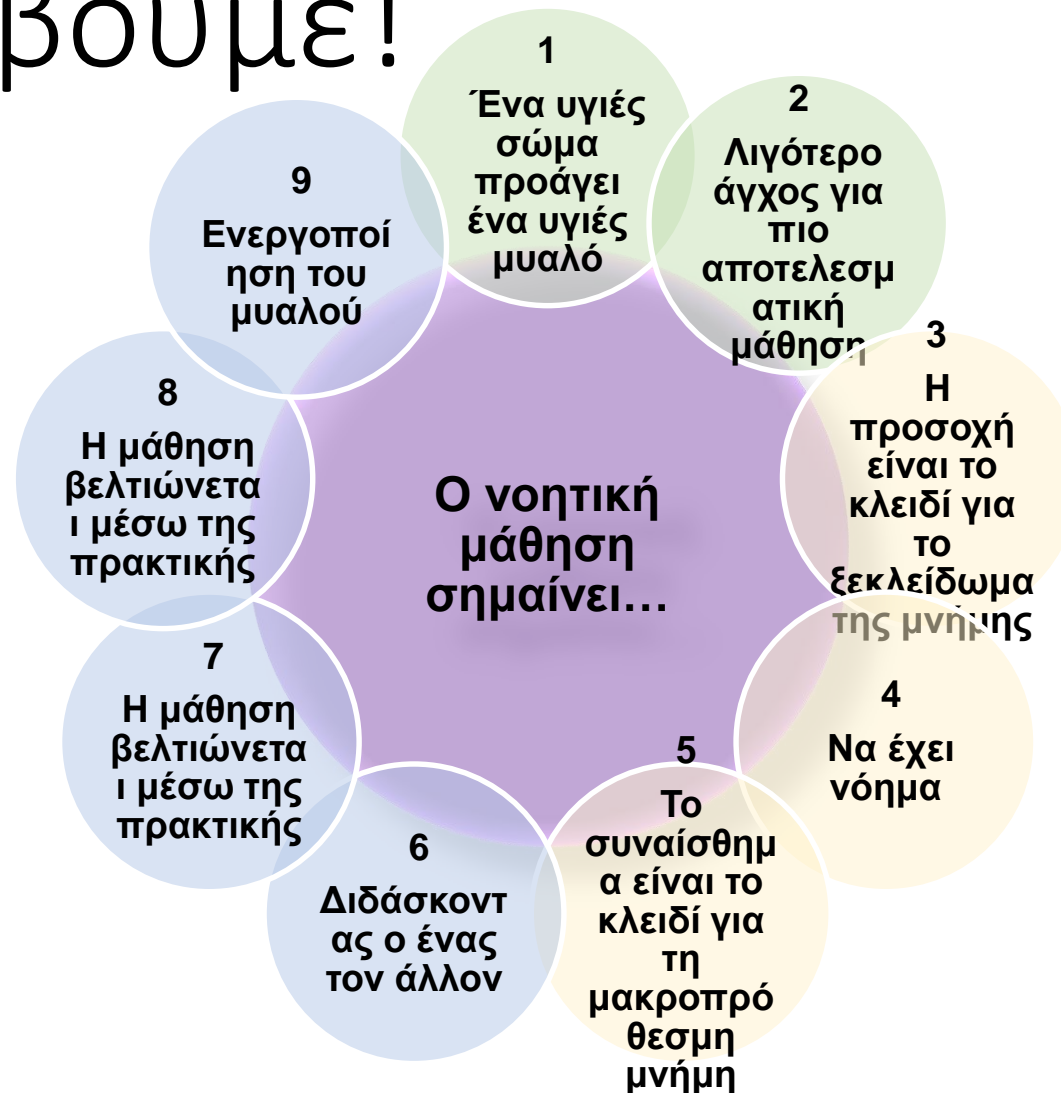 βουμε!
1
Ένα υγιές
σώμα
προάγει
ένα υγιές
μυαλό
2
Λιγότερο
άγχος για
πιο
αποτελεσμ
ατική
μάθηση
3
Η
προσοχή
είναι το
κλειδί για
το
ξεκλείδωμα
της μνήμης
4
Να έχει
νόημα
5
Το
συναίσθημ
α είναι το
κλειδί για
τη
μακροπρό
θεσμη
μνήμη
6
Διδάσκοντ
ας ο ένας
τον άλλον
7
Η μάθηση
βελτιώνετα
ι μέσω της
πρακτικής
8
Η μάθηση
βελτιώνετα
ι μέσω της
πρακτικής
9
Ενεργοποί
ηση του
μυαλού
Ο νοητική
μάθηση
σημαίνει...